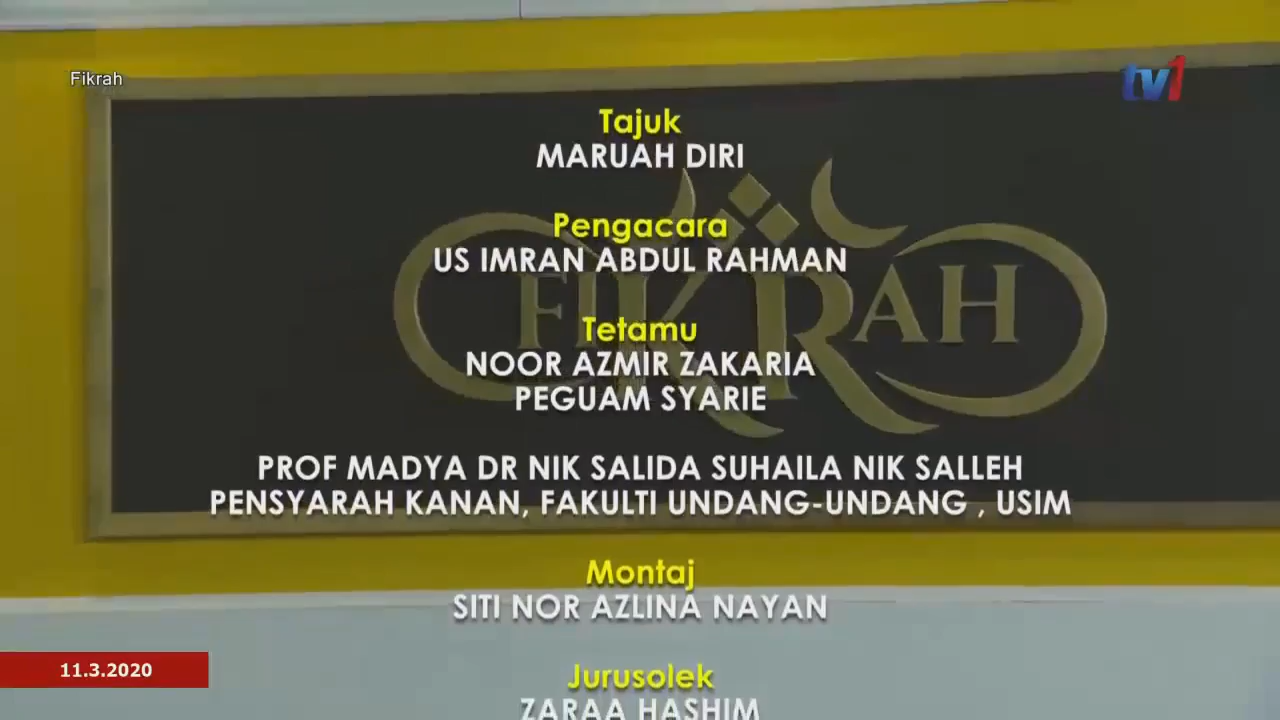 Fikrah
tv1
Tajuk
MARUAH DIRI
Pengacara
US IMRAN ABDUL RAHMAN
FIKRAH
Tetamu
NOOR AZMIR ZAKARIA
PEGUAM SYARIE
PROF MADYA DR NIK SALIDA SUHAILA NIK SALLEH
PENSYARAH KANAN, FAKULTI UNDANG-UNDANG , USIM
Montaj
SITI NOR AZLINA NAYAN
11.3.2020
Jurusolek
ZARAA HASHIM